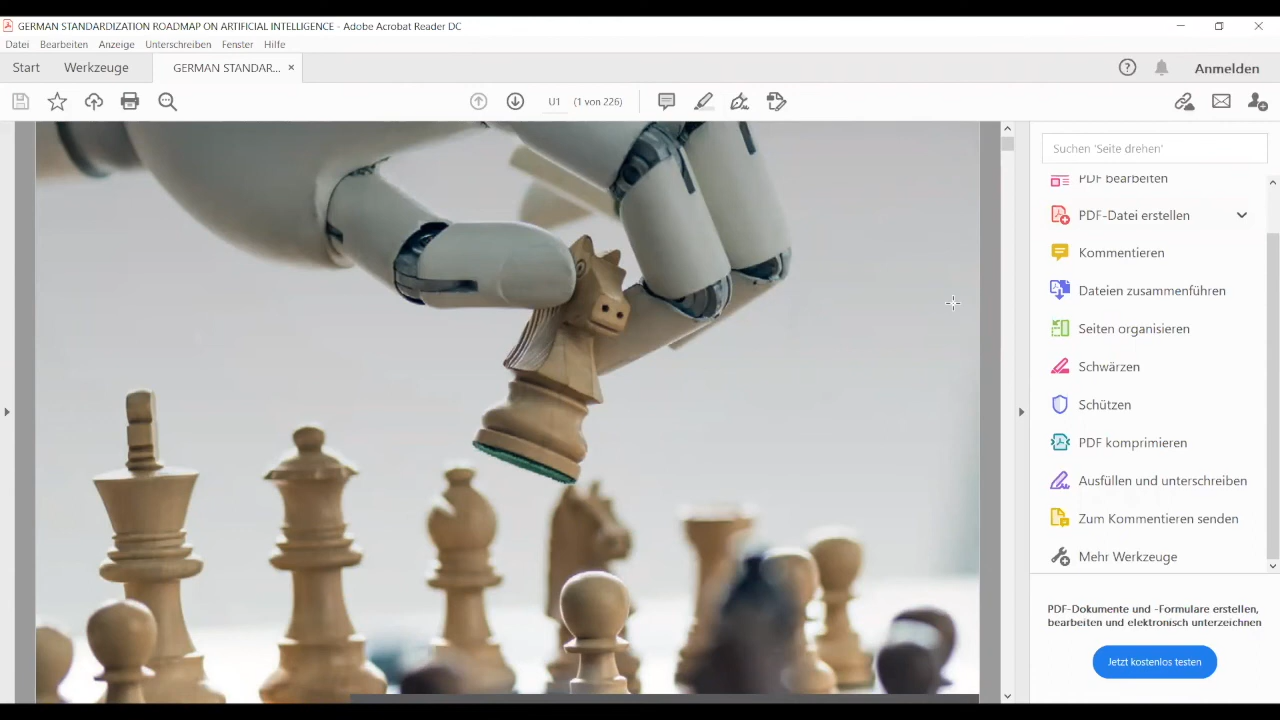 GERMAN STANDARDIZATION ROADMAP ON ARTIFICIAL INTELLIGENCE - Adobe Acrobat Reader DC
Datei Bearbeiten Anzeige Unterschreiben Fenster Hilfe
Start Werkzeuge GERMAN STANDAR... Anmelden
U1 (1 von 226)
Suchen 'Seite drehen'
PDF bearbeiten
PDF-Datei erstellen
Kommentieren
Dateien zusammenführen
Seiten organisieren
Schwärzen
Schützen
PDF komprimieren
Ausfüllen und unterschreiben
Zum Kommentieren senden
Mehr Werkzeuge
PDF-Dokumente und -Formulare erstellen,
bearbeiten und elektronisch unterzeichnen
Jetzt kostenlos testen